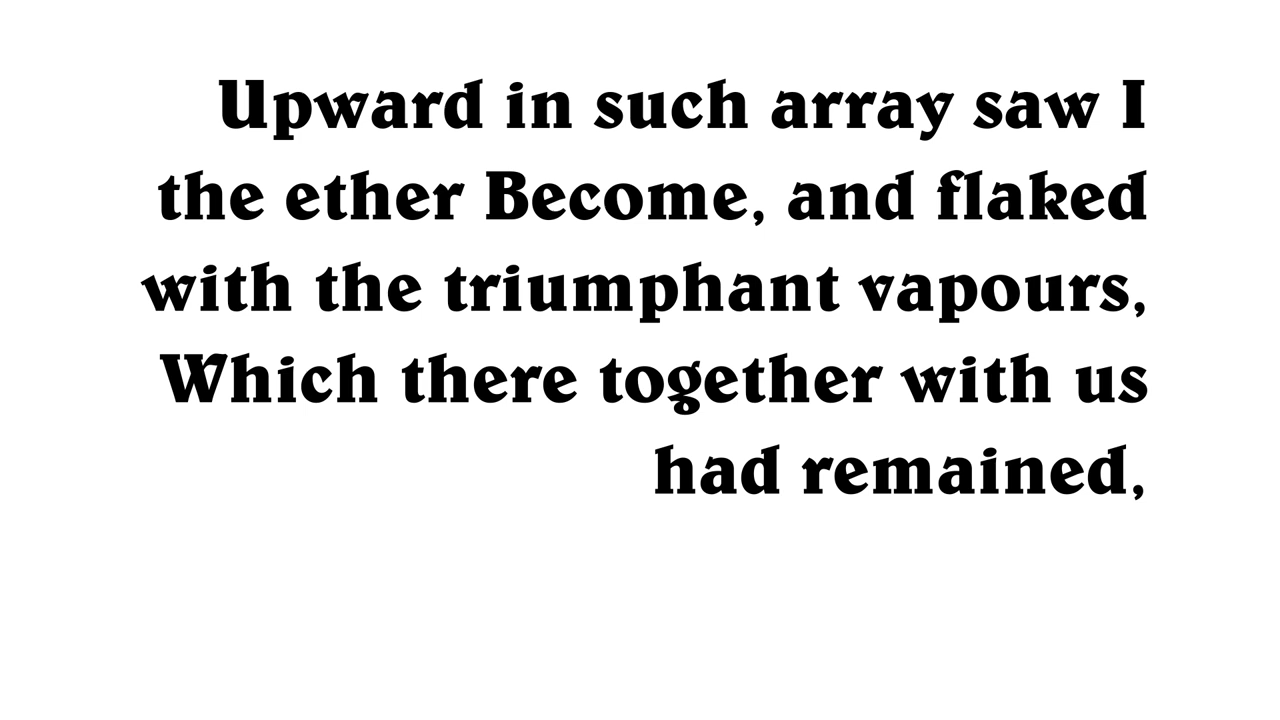 Upward in such array saw I
the ether Become, and flaked
with the triumphant vapours,
Which there together with us
had remained,